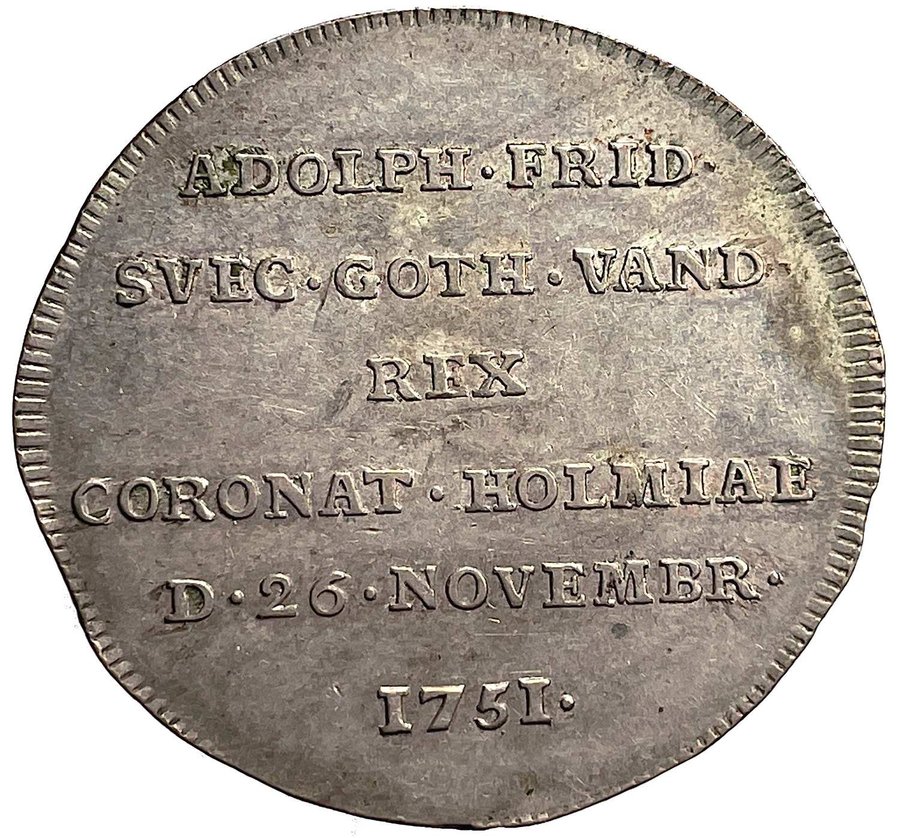 ADOLPH·FRID·
SVEC·GOTH·VAND
REX
CORONAT·HOLMIAE
D·26·NOVEMBR·
1751·